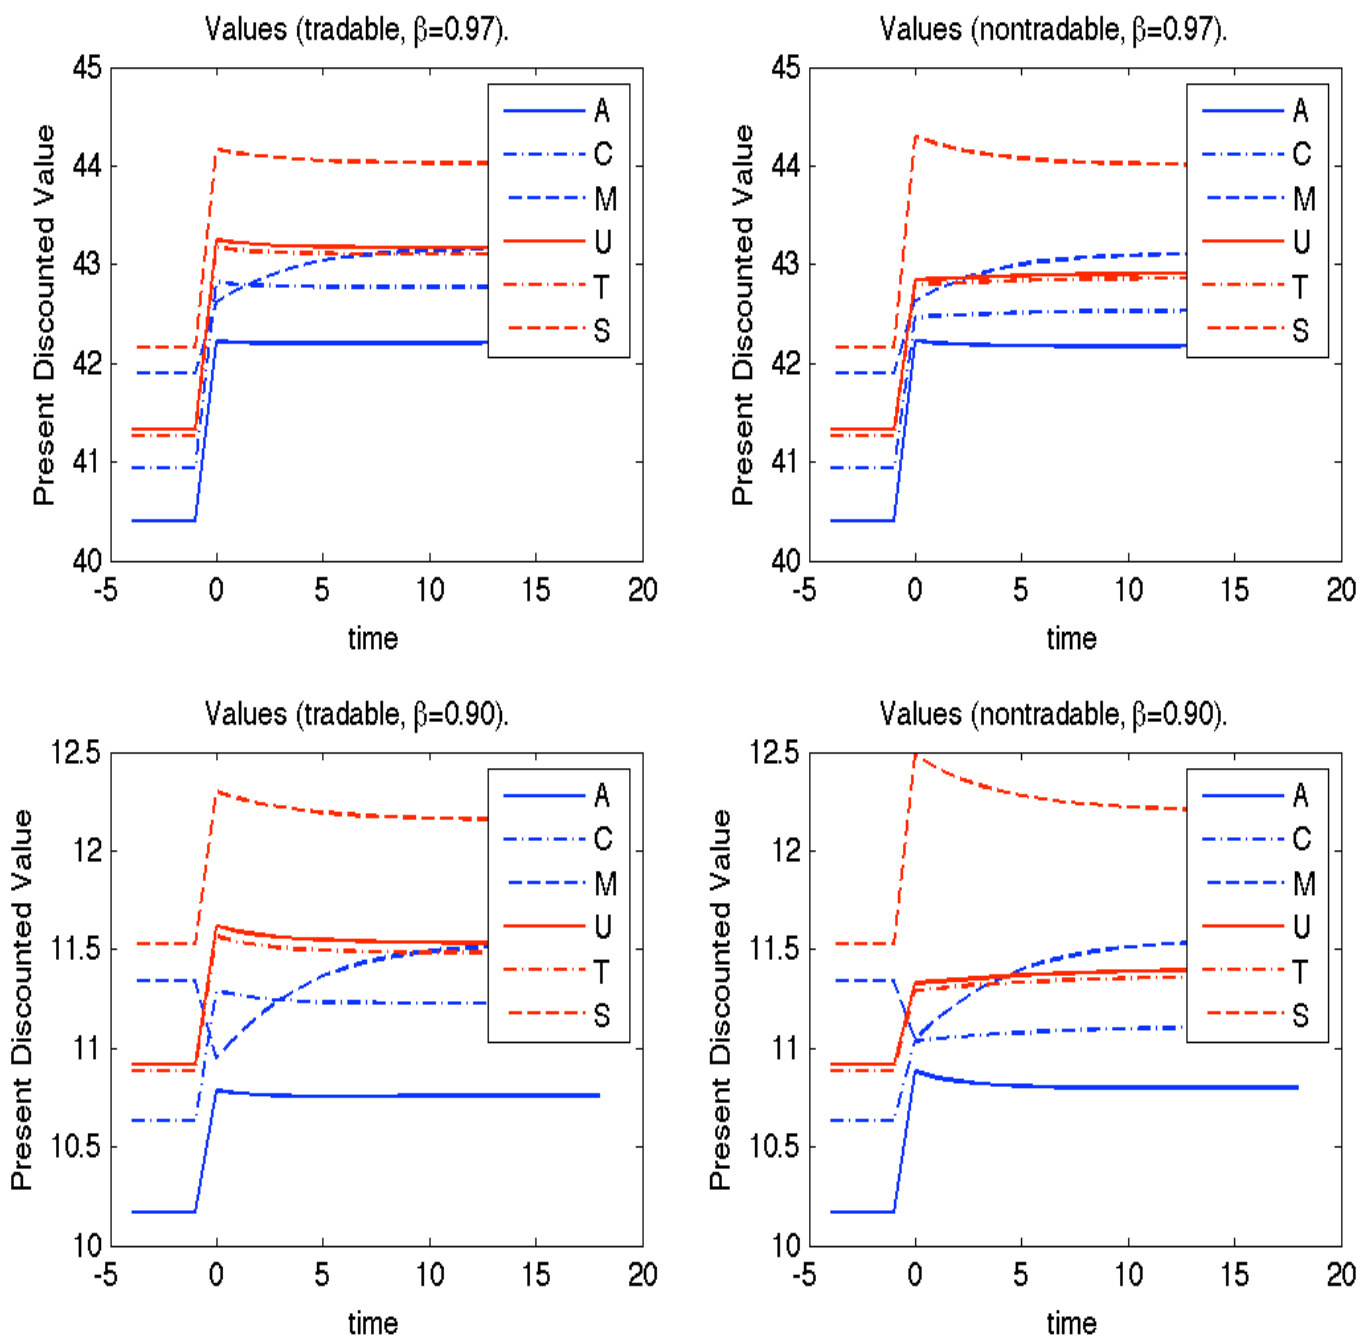 Values (tradable, β=0.97).
45
44
43
42
41
40
Present Discounted Value
-5
0
5
10
15
20
time
A
C
M
U
T
S
Values (nontradable, β=0.97).
45
44
43
42
41
40
Present Discounted Value
-5
0
5
10
15
20
time
A
C
M
U
T
S
Values (tradable, β=0.90).
12.5
12
11.5
11
10.5
10
Present Discounted Value
-5
0
5
10
15
20
time
A
C
M
U
T
S
Values (nontradable, β=0.90).
12.5
12
11.5
11
10.5
10
Present Discounted Value
-5
0
5
10
15
20
time
A
C
M
U
T
S